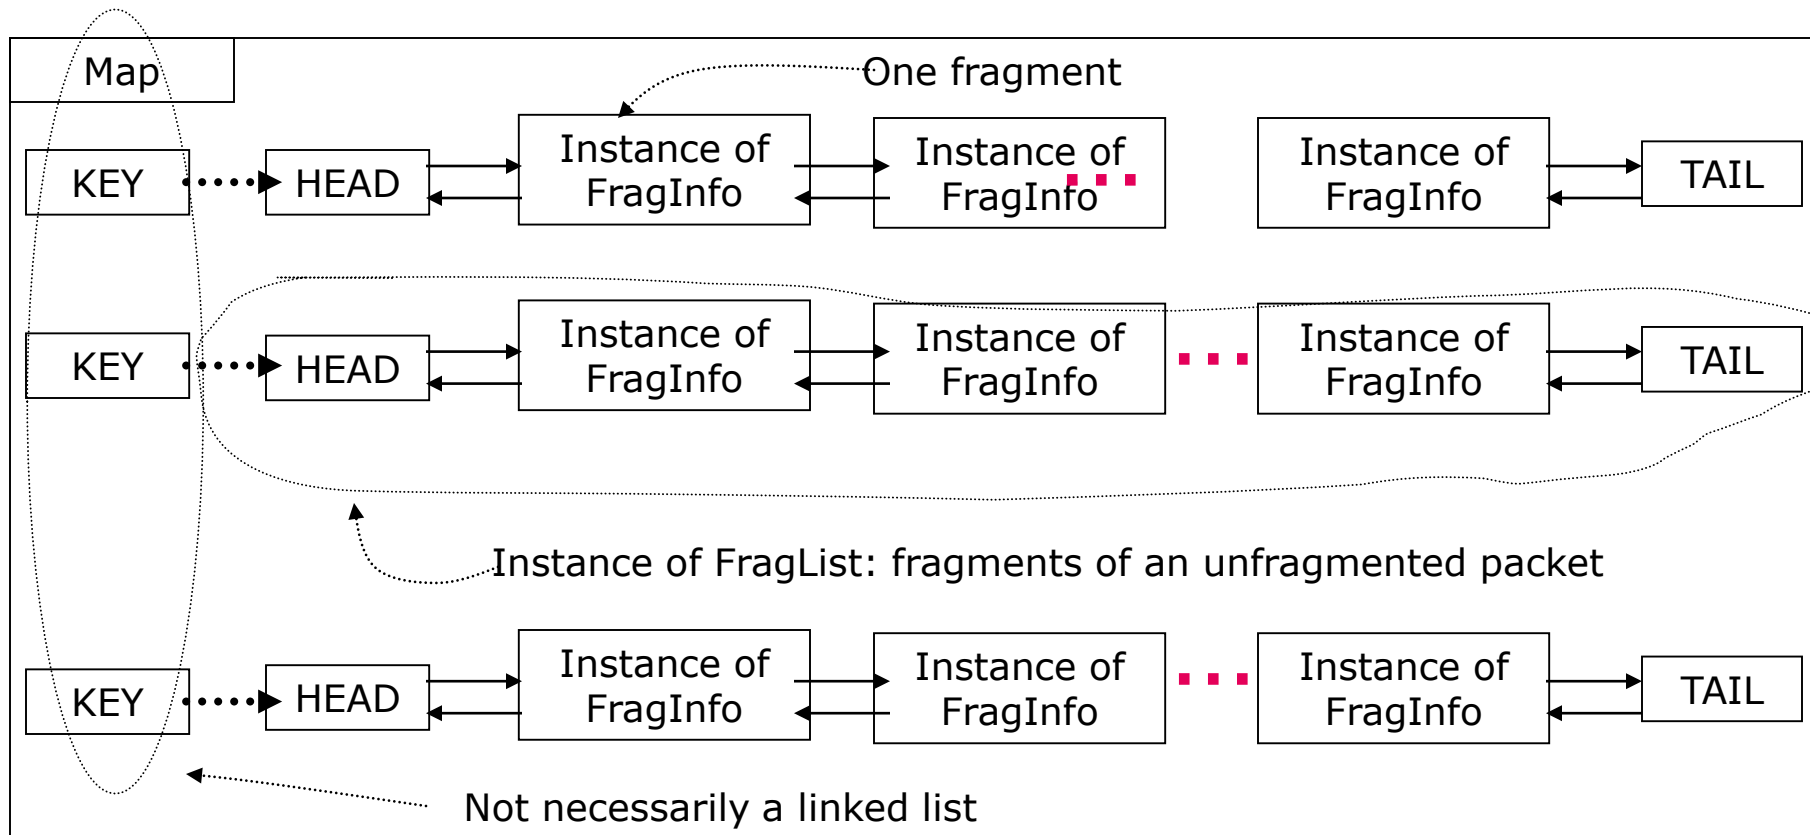 Map
One fragment
KEY
HEAD
Instance of
FragInfo
Instance of
FragInfo
Instance of
FragInfo
TAIL
KEY
HEAD
Instance of
FragInfo
Instance of
FragInfo
Instance of
FragInfo
TAIL
Instance of FragList: fragments of an unfragmented packet
KEY
HEAD
Instance of
FragInfo
Instance of
FragInfo
Instance of
FragInfo
TAIL
Not necessarily a linked list